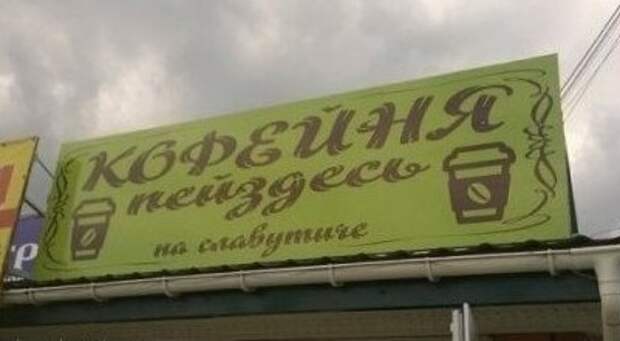 КОФЕЙНЯ
пейздесь
на славутиче